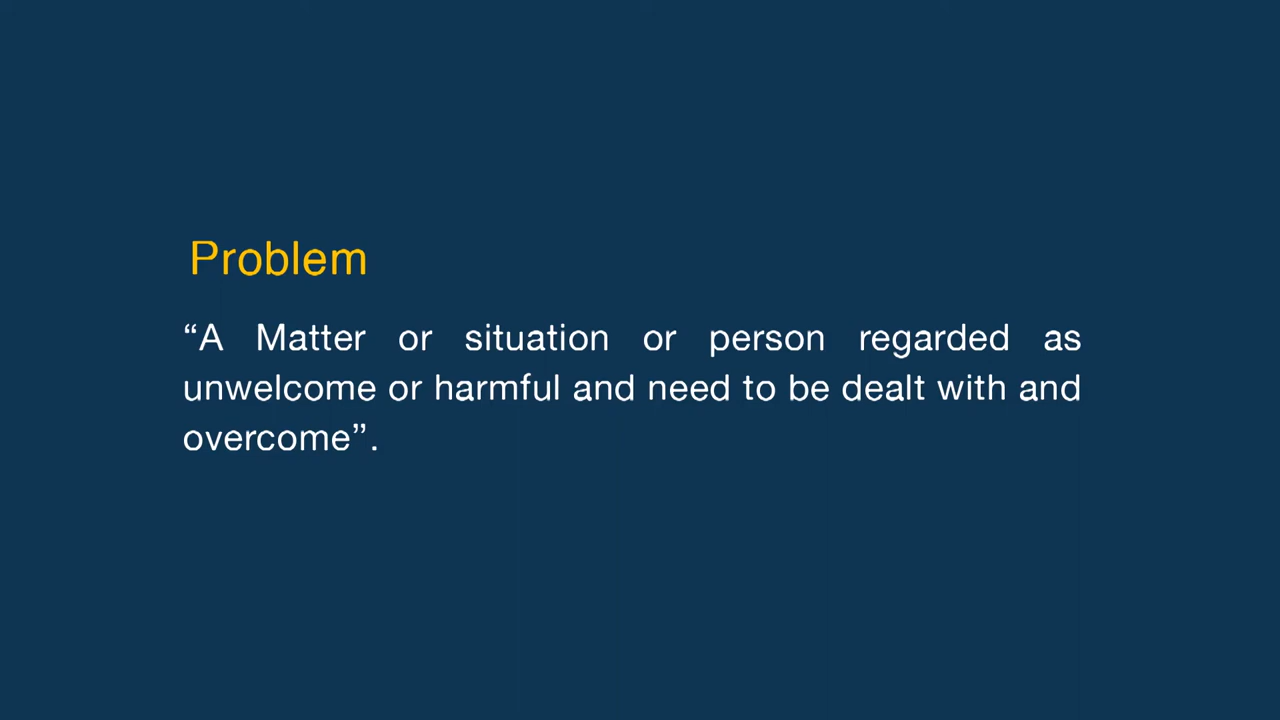 Problem
“A Matter or situation or person regarded as
unwelcome or harmful and need to be dealt with and
overcome”.